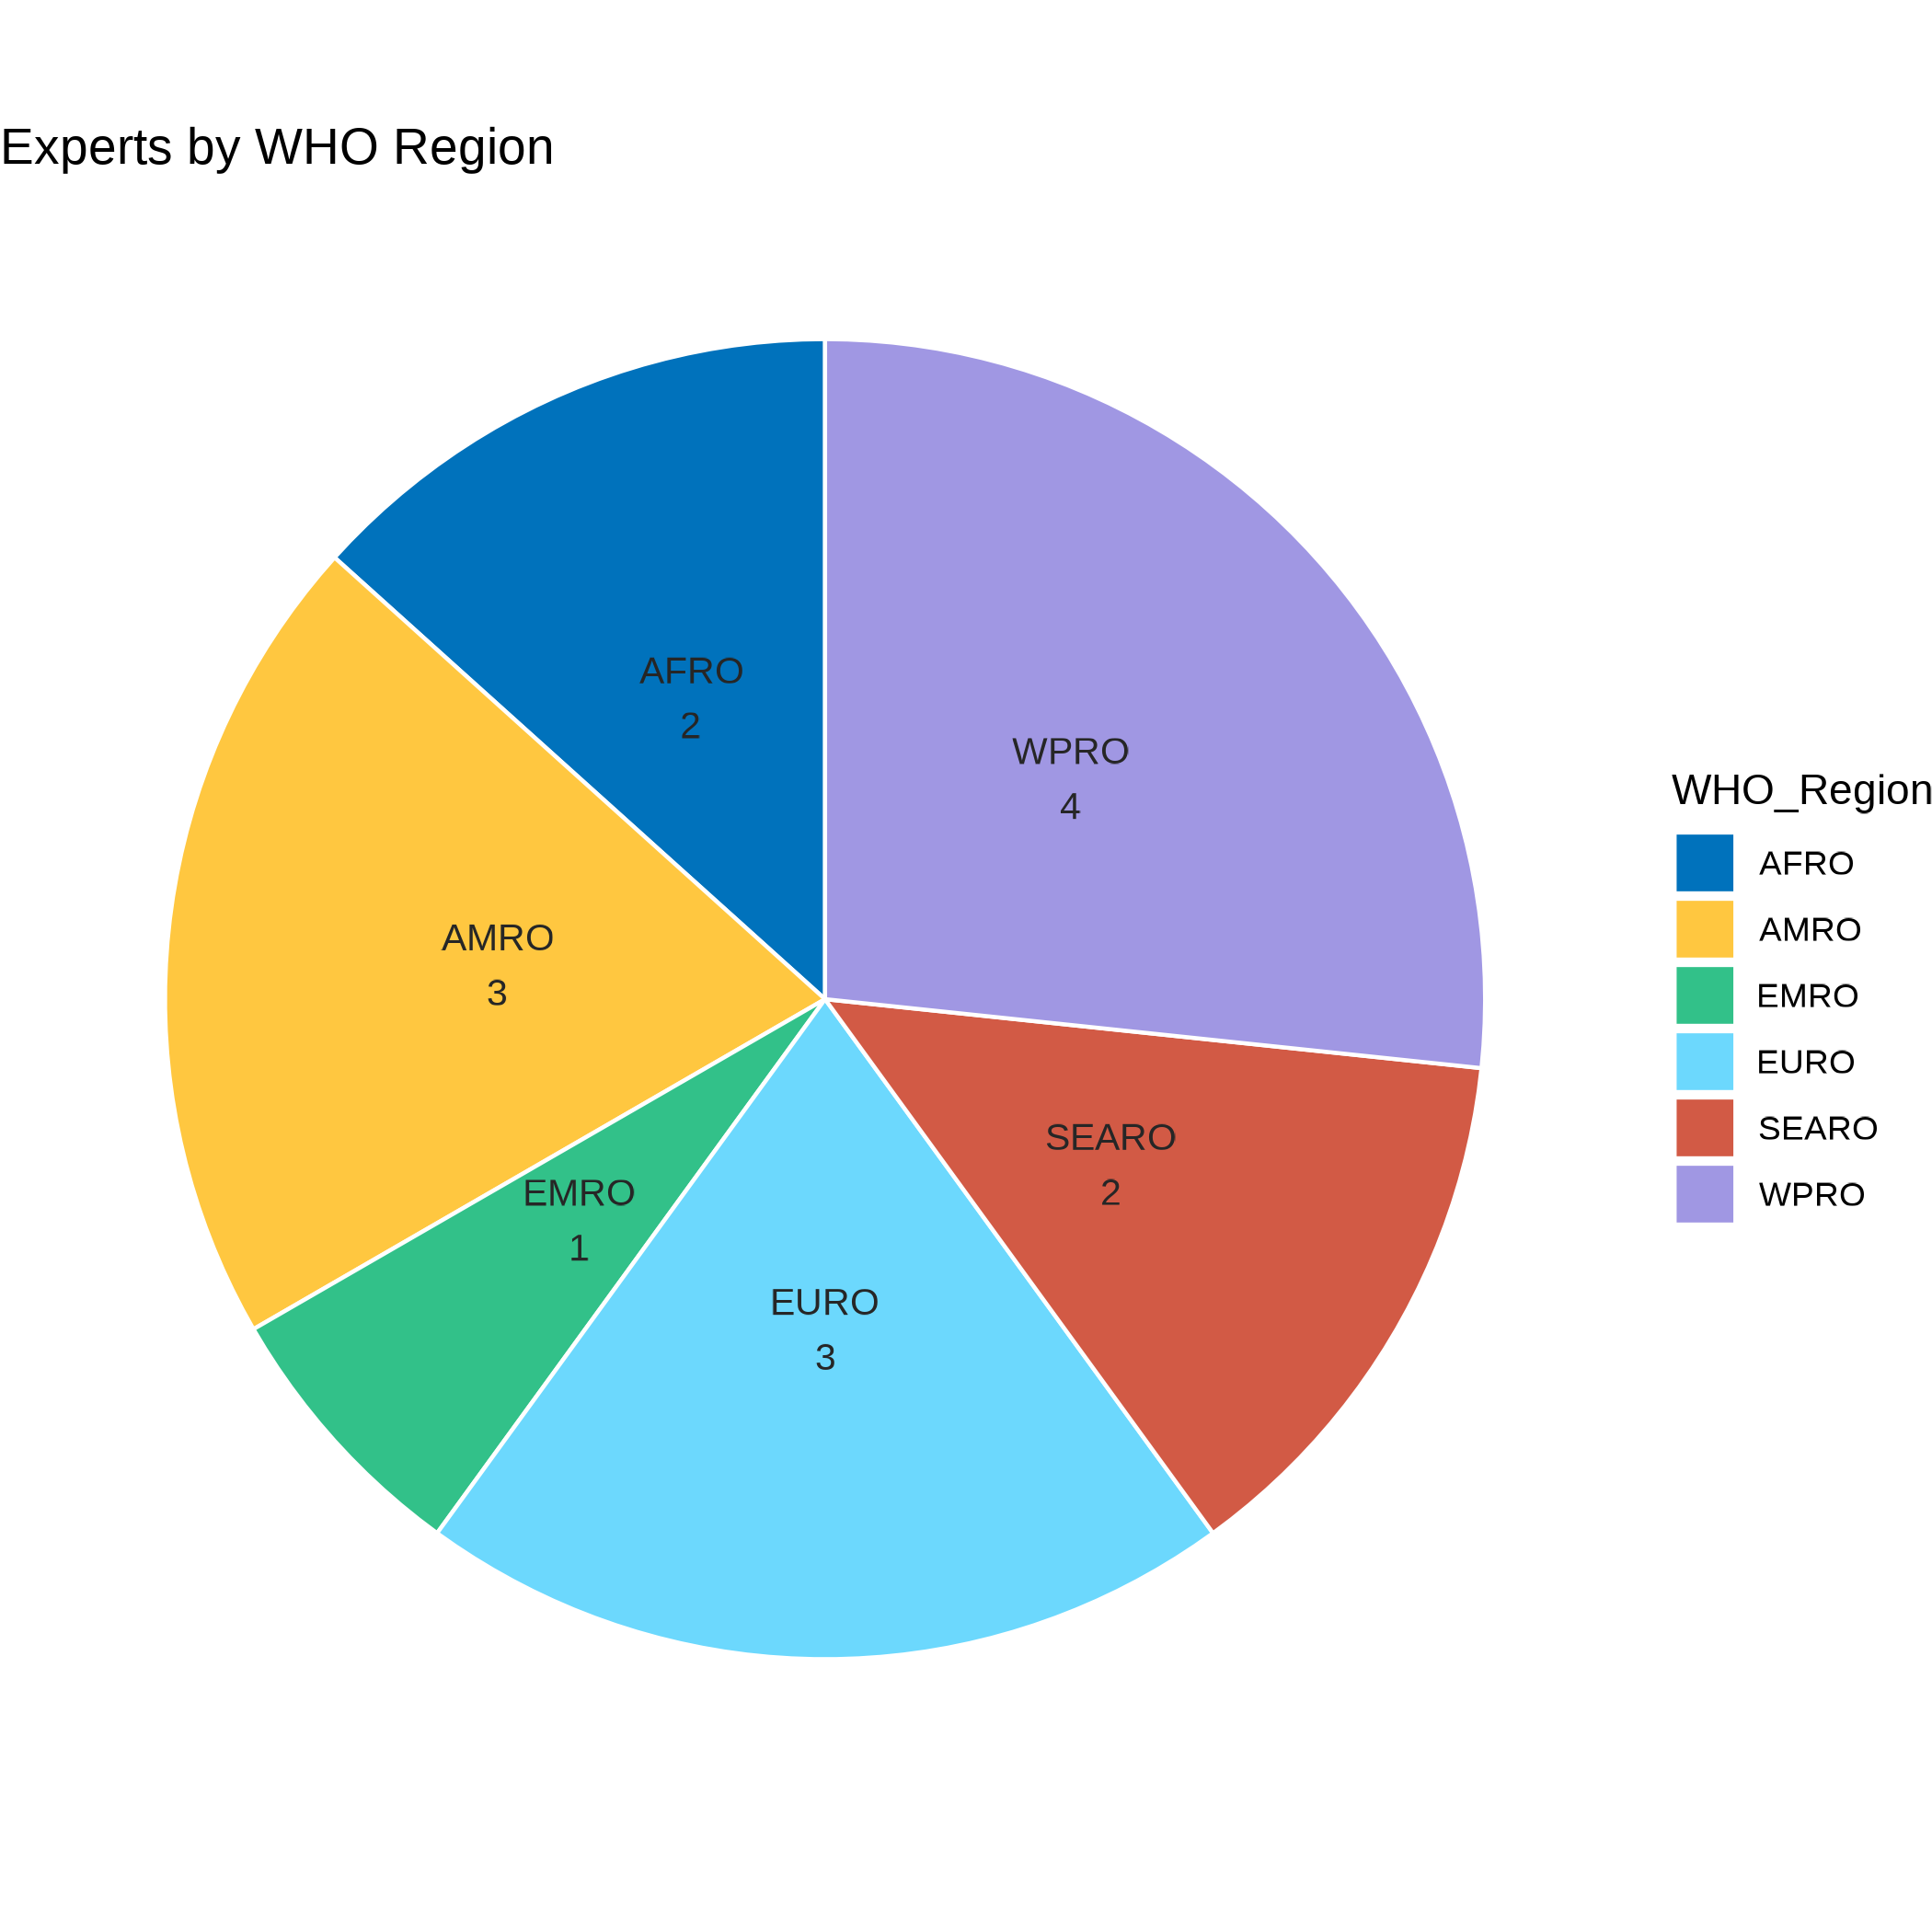 Experts by WHO Region
AFRO
2
WPRO
4
AMRO
3
SEARO
2
EMRO
1
EURO
3
WHO_Region
AFRO
AMRO
EMRO
EURO
SEARO
WPRO